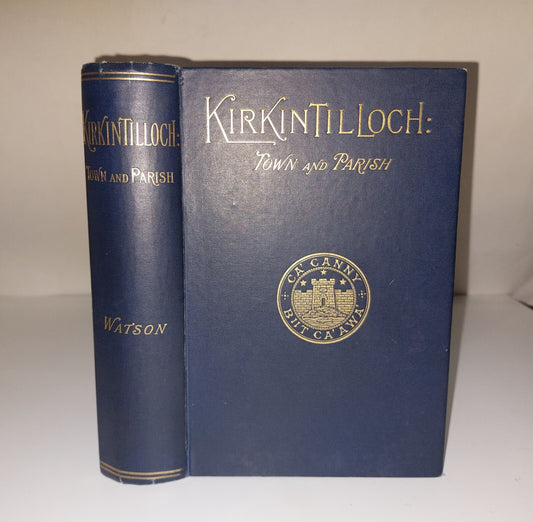 KIRKINTILLOCH:
TOWN AND PARISH
WATSON
KIRKINTILLOCH:
TOWN AND PARISH
CA' CANNY
BUT CA' AWA